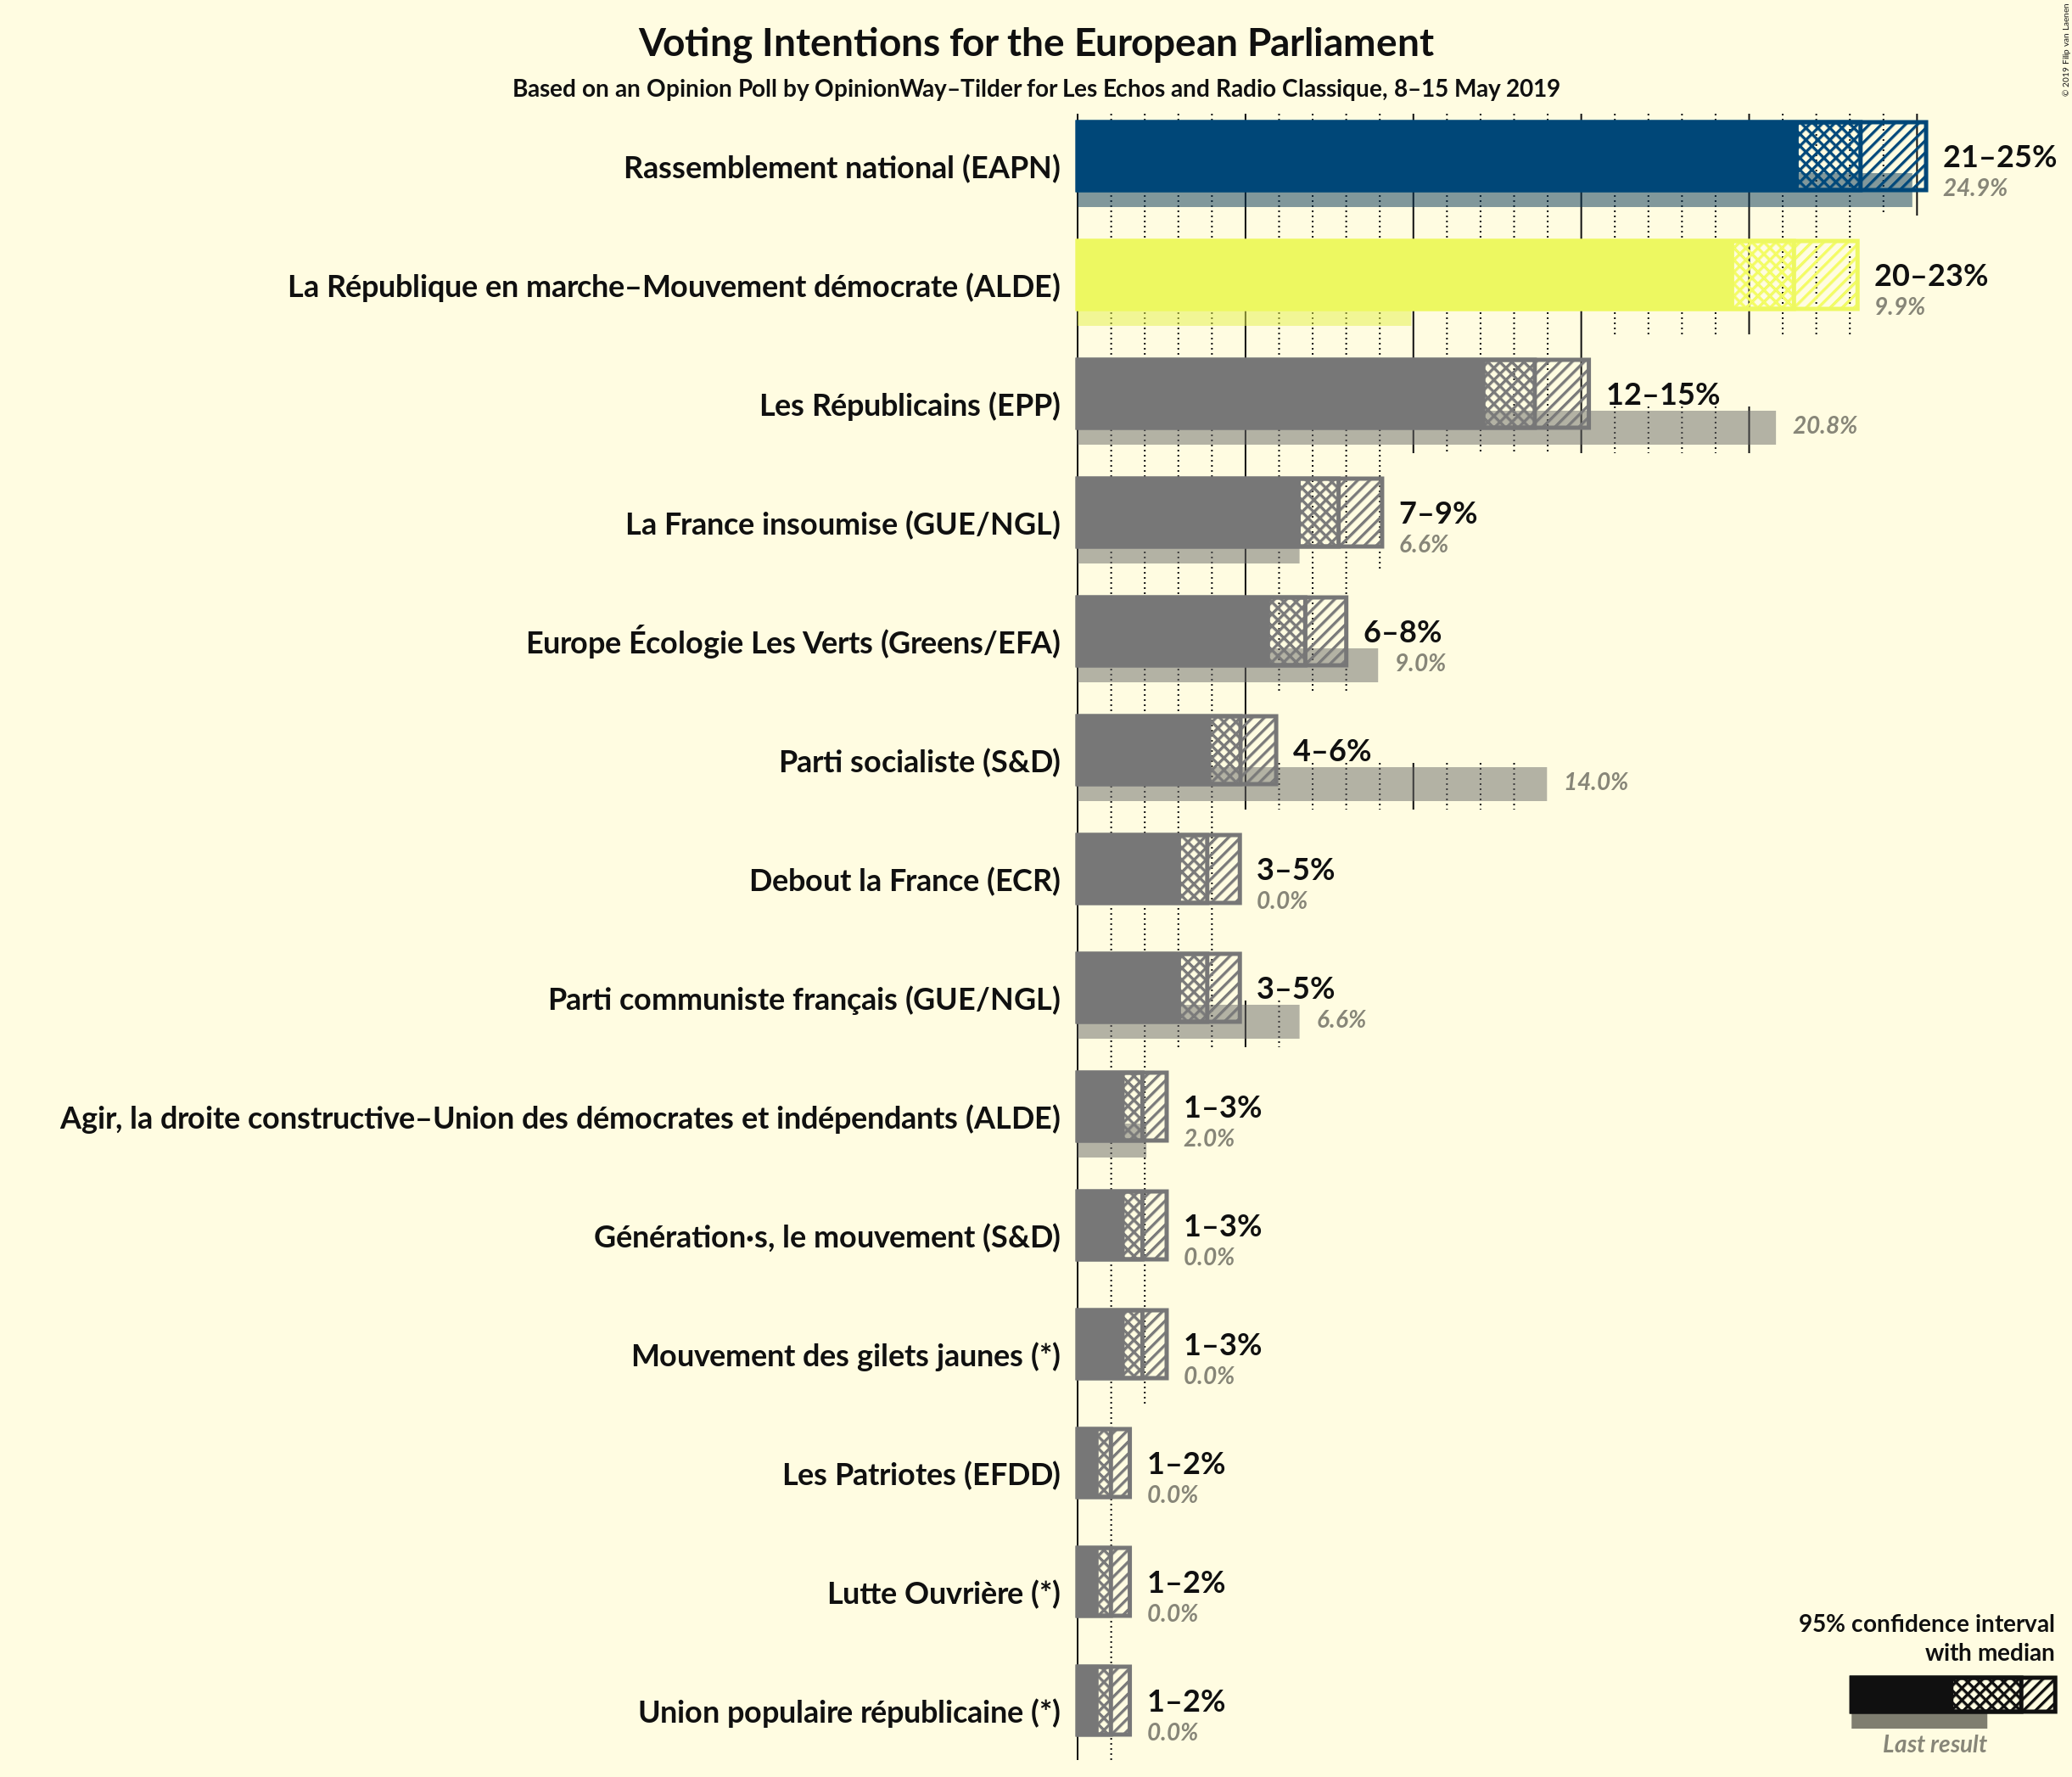 Voting Intentions for the European Parliament
Based on an Opinion Poll by OpinionWay–Tilder for Les Echos and Radio Classique, 8–15 May 2019
© 2019 Filip van Laenen
Rassemblement national (EAPN)
21–25%
24.9%
La République en marche–Mouvement démocrate (ALDE)
20–23%
9.9%
Les Républicains (EPP)
12–15%
20.8%
La France insoumise (GUE/NGL)
7–9%
6.6%
Europe Écologie Les Verts (Greens/EFA)
6–8%
9.0%
Parti socialiste (S&D)
4–6%
14.0%
Debout la France (ECR)
3–5%
0.0%
Parti communiste français (GUE/NGL)
3–5%
6.6%
Agir, la droite constructive–Union des démocrates et indépendants (ALDE)
1–3%
2.0%
Génération·s, le mouvement (S&D)
1–3%
0.0%
Mouvement des gilets jaunes (*)
1–3%
0.0%
Les Patriotes (EFDD)
1–2%
0.0%
Lutte Ouvrière (*)
1–2%
0.0%
Union populaire républicaine (*)
1–2%
0.0%
95% confidence interval
with median
Last result